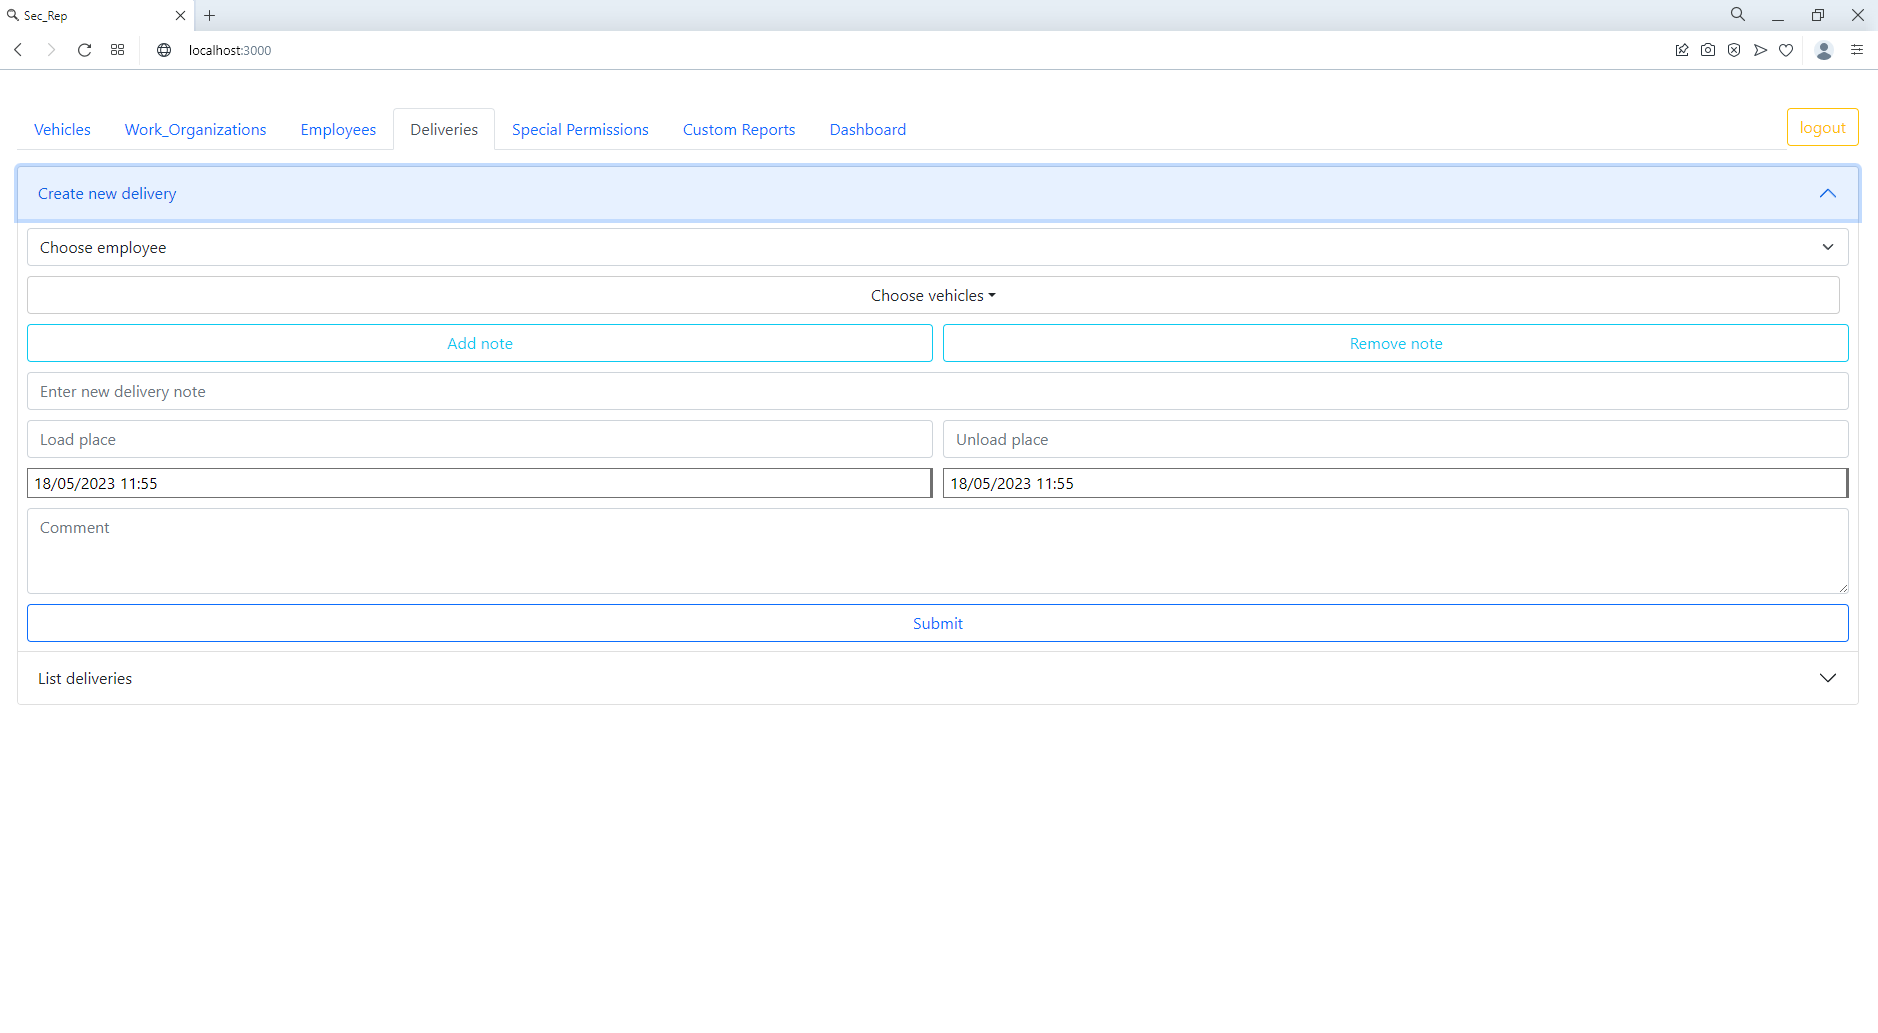 Sec_Rep
localhost:3000
Vehicles Work_Organizations Employees Deliveries Special Permissions Custom Reports Dashboard logout
Create new delivery
Choose employee
Choose vehicles
Add note Remove note
Enter new delivery note
Load place Unload place
18/05/2023 11:55 18/05/2023 11:55
Comment
Submit
List deliveries